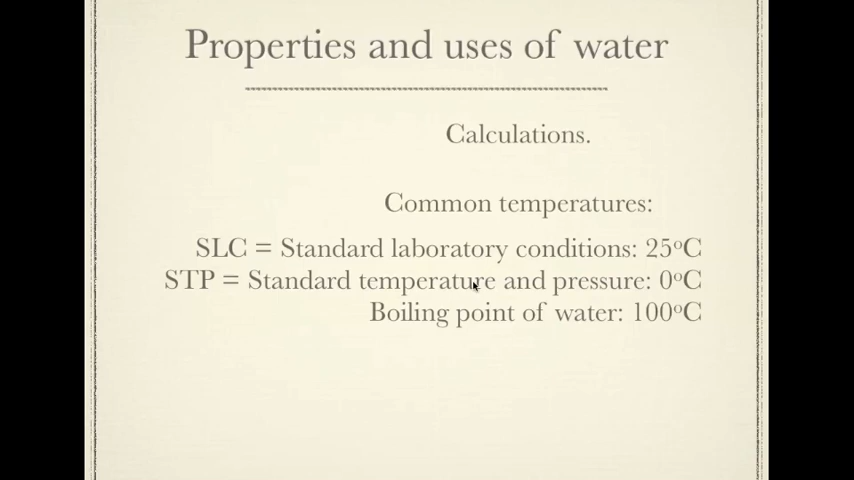 Properties and uses of water
Calculations.
Common temperatures:
SLC = Standard laboratory conditions: 25ºC
STP = Standard temperature and pressure: 0ºC
Boiling point of water: 100ºC